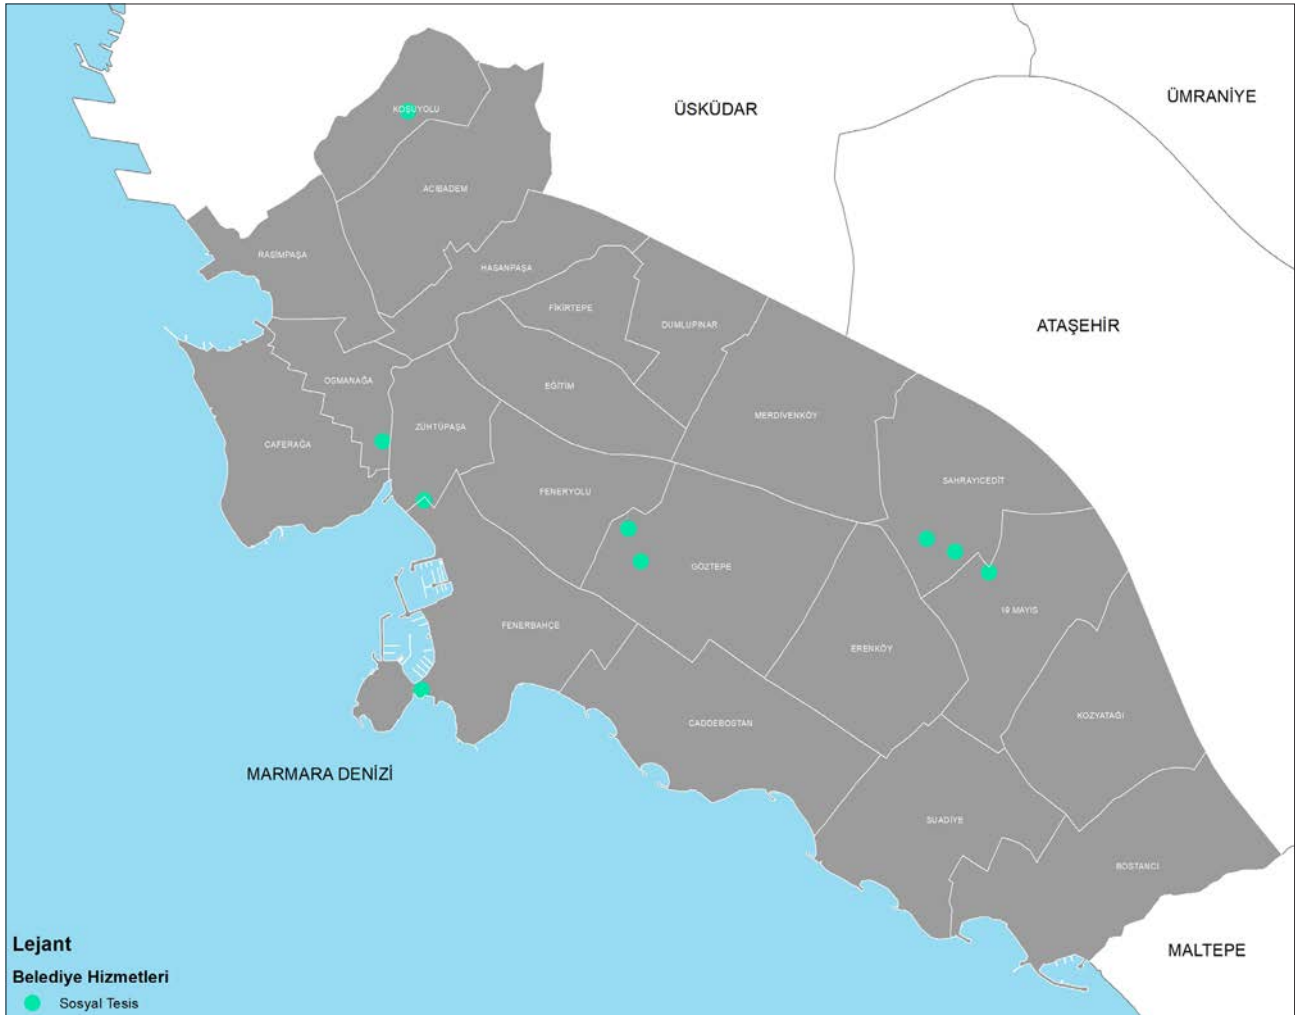 ÜMRANİYE
ÜSKÜDAR
KOŞUYOLU
ACIBADEM
RASİMPAŞA
HASANPAŞA
FİKİRTEPE
DUMLUPINAR
ATAŞEHİR
OSMANAĞA
EĞİTİM
MERDİVENKÖY
ZÜHTÜPAŞA
CAFERAĞA
SAHRAYICEDİT
FENERYOLU
GÖZTEPE
19 MAYIS
FENERBAHÇE
ERENKÖY
KOZYATAĞI
CADDEBOSTAN
MARMARA DENİZİ
SUADİYE
BOSTANCI
MALTEPE
Lejant
Belediye Hizmetleri
Sosyal Tesis